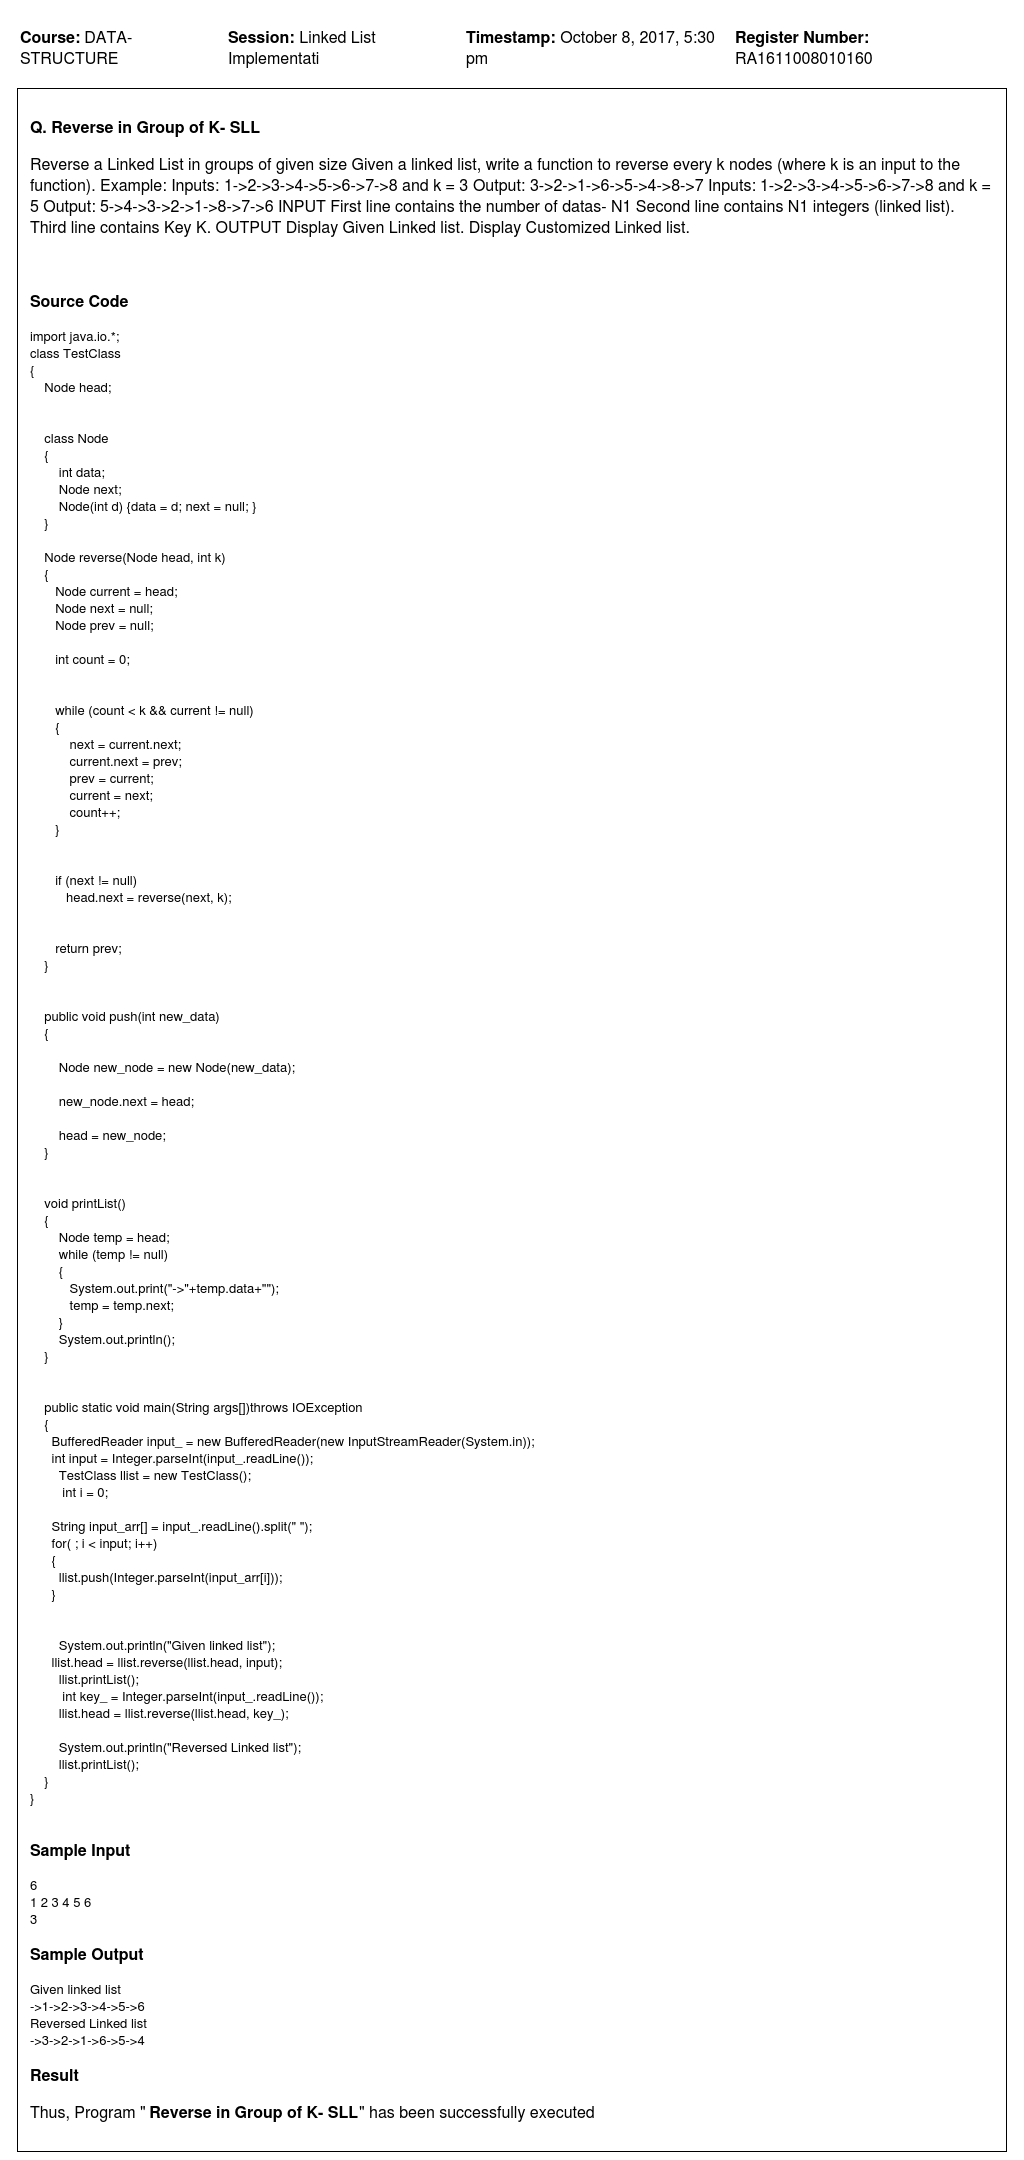 Course: DATA-STRUCTURE
Session: Linked List Implementati
Timestamp: October 8, 2017, 5:30 pm
Register Number: RA1611008010160
Q. Reverse in Group of K- SLL
Reverse a Linked List in groups of given size Given a linked list, write a function to reverse every k nodes (where k is an input to the
function). Example: Inputs: 1->2->3->4->5->6->7->8 and k = 3 Output: 3->2->1->6->5->4->8->7 Inputs: 1->2->3->4->5->6->7->8 and k =
5 Output: 5->4->3->2->1->8->7->6 INPUT First line contains the number of datas- N1 Second line contains N1 integers (linked list).
Third line contains Key K. OUTPUT Display Given Linked list. Display Customized Linked list.
Source Code
import java.io.*;
class TestClass
{
Node head;
class Node
{
int data;
Node next;
Node(int d) {data = d; next = null; }
}
Node reverse(Node head, int k)
{
Node current = head;
Node next = null;
Node prev = null;
int count = 0;
while (count < k && current != null)
{
next = current.next;
current.next = prev;
prev = current;
current = next;
count++;
}
if (next != null)
head.next = reverse(next, k);
return prev;
}
public void push(int new_data)
{
Node new_node = new Node(new_data);
new_node.next = head;
head = new_node;
}
void printList()
{
Node temp = head;
while (temp != null)
{
System.out.print("->"+temp.data+"");
temp = temp.next;
}
System.out.println();
}
public static void main(String args[])throws IOException
{
BufferedReader input_ = new BufferedReader(new InputStreamReader(System.in));
int input = Integer.parseInt(input_.readLine());
TestClass llist = new TestClass();
int i = 0;
String input_arr[] = input_.readLine().split(" ");
for( ; i < input; i++)
{
llist.push(Integer.parseInt(input_arr[i]));
}
System.out.println("Given linked list");
llist.head = llist.reverse(llist.head, input);
llist.printList();
int key_ = Integer.parseInt(input_.readLine());
llist.head = llist.reverse(llist.head, key_);
System.out.println("Reversed Linked list");
llist.printList();
}
}
Sample Input
6
1 2 3 4 5 6
3
Sample Output
Given linked list
->1->2->3->4->5->6
Reversed Linked list
->3->2->1->6->5->4
Result
Thus, Program " Reverse in Group of K- SLL" has been successfully executed